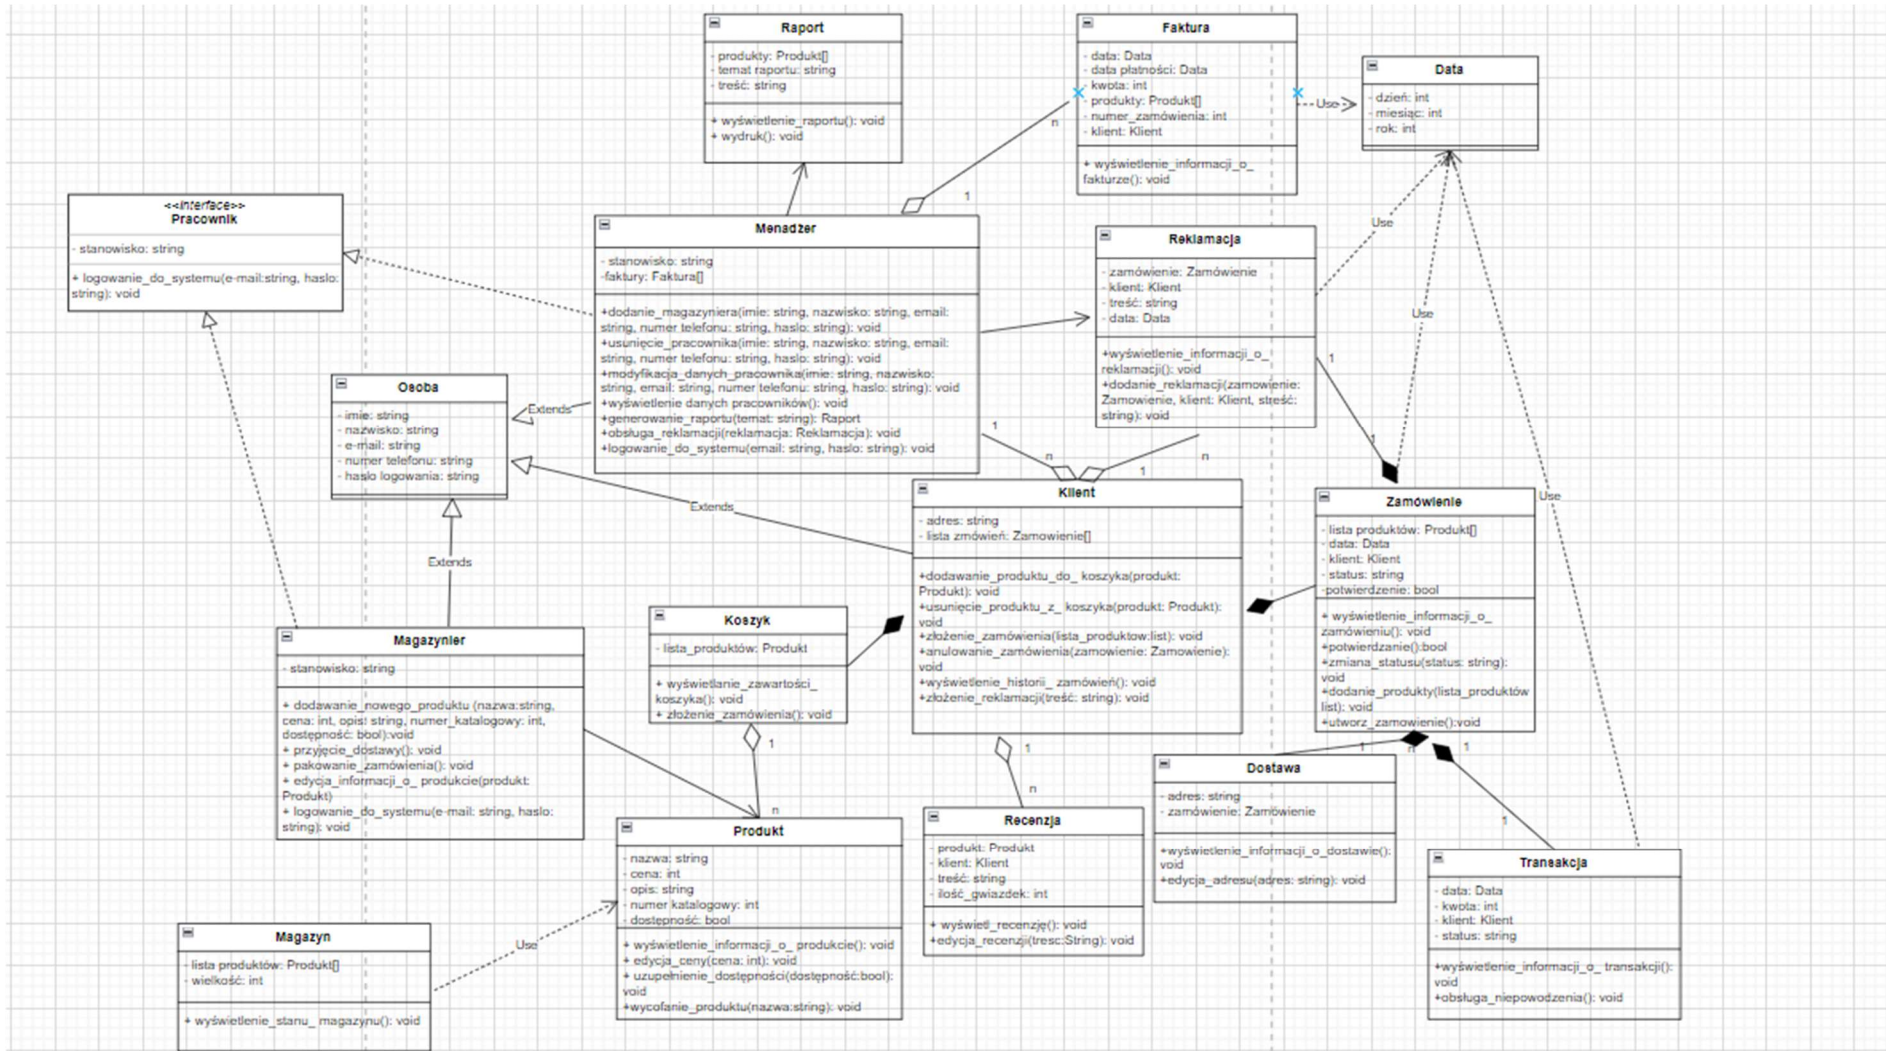 Raport
- produkty: Produkt[]
- temat raportu: string
- treść: string
+ wyświetlenie_raportu(): void
+ wydruk(): void
Faktura
- data: Data
- data płatności: Data
- kwota: int
- produkty: Produkt[]
- numer_zamówienia: int
- klient: Klient
+ wyświetlenie_informacji_o_
fakturze(): void
Use
Data
- dzień: int
- miesiąc: int
- rok: int
n
1
<<interface>>
Pracownik
- stanowisko: string
+ logowanie_do_systemu(e-mail:string, haslo:
string): void
Menadżer
- stanowisko: string
-faktury: Faktura[]
+dodanie_magazyniera(imie: string, nazwisko: string, email:
string, numer telefonu: string, haslo: string): void
+usunięcie_pracownika(imie: string, nazwisko: string, email:
string, numer telefonu: string, haslo: string): void
+modyfikacja_danych_pracownika(imie: string, nazwisko:
string, email: string, numer telefonu: string, haslo: string): void
+wyświetlenie danych pracowników(): void
+generowanie_raportu(temat: string): Raport
+obsługa_reklamacji(reklamacja: Reklamacja): void
+logowanie_do_systemu(email: string, haslo: string): void
Reklamacja
- zamówienie: Zamówienie
- klient: Klient
- treść: string
- data: Data
+wyświetlenie_informacji_o_
reklamacji(): void
+dodanie_reklamacji(zamowienie:
Zamowienie, klient: Klient, streść:
string): void
Use
Use
Use
1
1
Osoba
- imie: string
- nazwisko: string
- e-mail: string
- numer telefonu: string
- hasło logowania: string
Extends
Extends
Extends
1
n
1
n
Klient
- adres: string
- lista zmówień: Zamowienie[]
+dodawanie_produktu_do_ koszyka(produkt:
Produkt): void
+usunięcie_produktu_z_ koszyka(produkt: Produkt):
void
+złożenie_zamówienia(lista_produktow:list): void
+anulowanie_zamówienia(zamowienie: Zamowienie):
void
+wyświetlenie_historii_ zamówień(): void
+złożenie_reklamacji(treść: string): void
Zamówienie
- lista produktów: Produkt[]
- data: Data
- klient: Klient
- status: string
-potwierdzenie: bool
+ wyświetlenie_informacji_o_
zamówieniu(): void
+potwierdzanie():bool
+zmiana_statusu(status: string):
void
+dodanie_produkty(lista_produktów
list): void
+utworz_zamowienie():void
Koszyk
- lista_produktów: Produkt
+ wyświetlanie_zawartości_
koszyka(): void
+ złożenie_zamówienia(): void
Magazynier
- stanowisko: string
+ dodawanie_nowego_produktu (nazwa:string,
cena: int, opis: string, numer_katalogowy: int,
dostępność: bool):void
+ przyjęcie_dostawy(): void
+ pakowanie_zamówienia(): void
+ edycja_informacji_o_ produkcie(produkt:
Produkt)
+ logowanie_do_systemu(e-mail: string, haslo:
string): void
1
n
1
n
1
n
1
1
Dostawa
- adres: string
- zamówienie: Zamówienie
+wyświetlenie_informacji_o_dostawie():
void
+edycja_adresu(adres: string): void
Produkt
- nazwa: string
- cena: int
- opis: string
- numer katalogowy: int
- dostępność: bool
+ wyświetlenie_informacji_o_ produkcie(): void
+ edycja_ceny(cena: int): void
+ uzupełnienie_dostępności(dostępność:bool):
void
+wycofanie_produktu(nazwa:string): void
Recenzja
- produkt: Produkt
- klient: Klient
- treść: string
- ilość_gwiazdek: int
+ wyświetl_recenzję(): void
+edycja_recenzji(tresc:String): void
Transakcja
- data: Data
- kwota: int
- klient: Klient
- status: string
+wyświetlenie_informacji_o_ transakcji():
void
+obsługa_niepowodzenia(): void
Magazyn
- lista produktów: Produkt[]
- wielkość: int
+ wyświetlenie_stanu_ magazynu(): void
Use